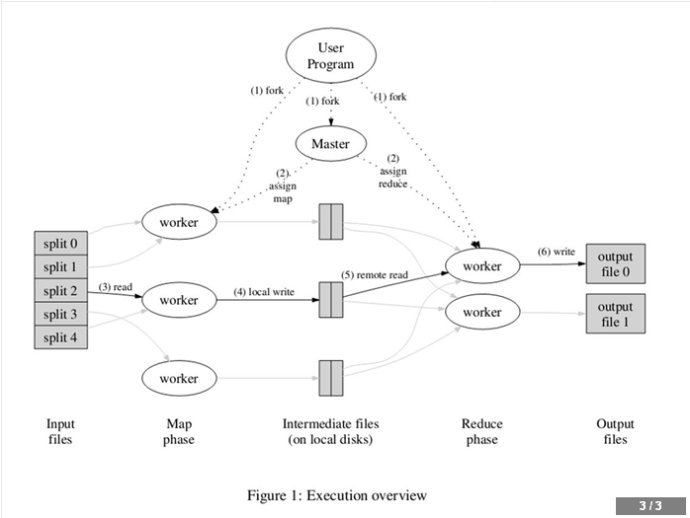 User
Program
(1) fork
(1) fork
(1) fork
Master
(2)
assign
map
(2)
assign
reduce
worker
split 0
split 1
split 2
split 3
split 4
(3) read
worker
(4) local write
(5) remote read
worker
(6) write
output
file 0
worker
output
file 1
worker
Input
files
Map
phase
Intermediate files
(on local disks)
Reduce
phase
Output
files
Figure 1: Execution overview
3 / 3